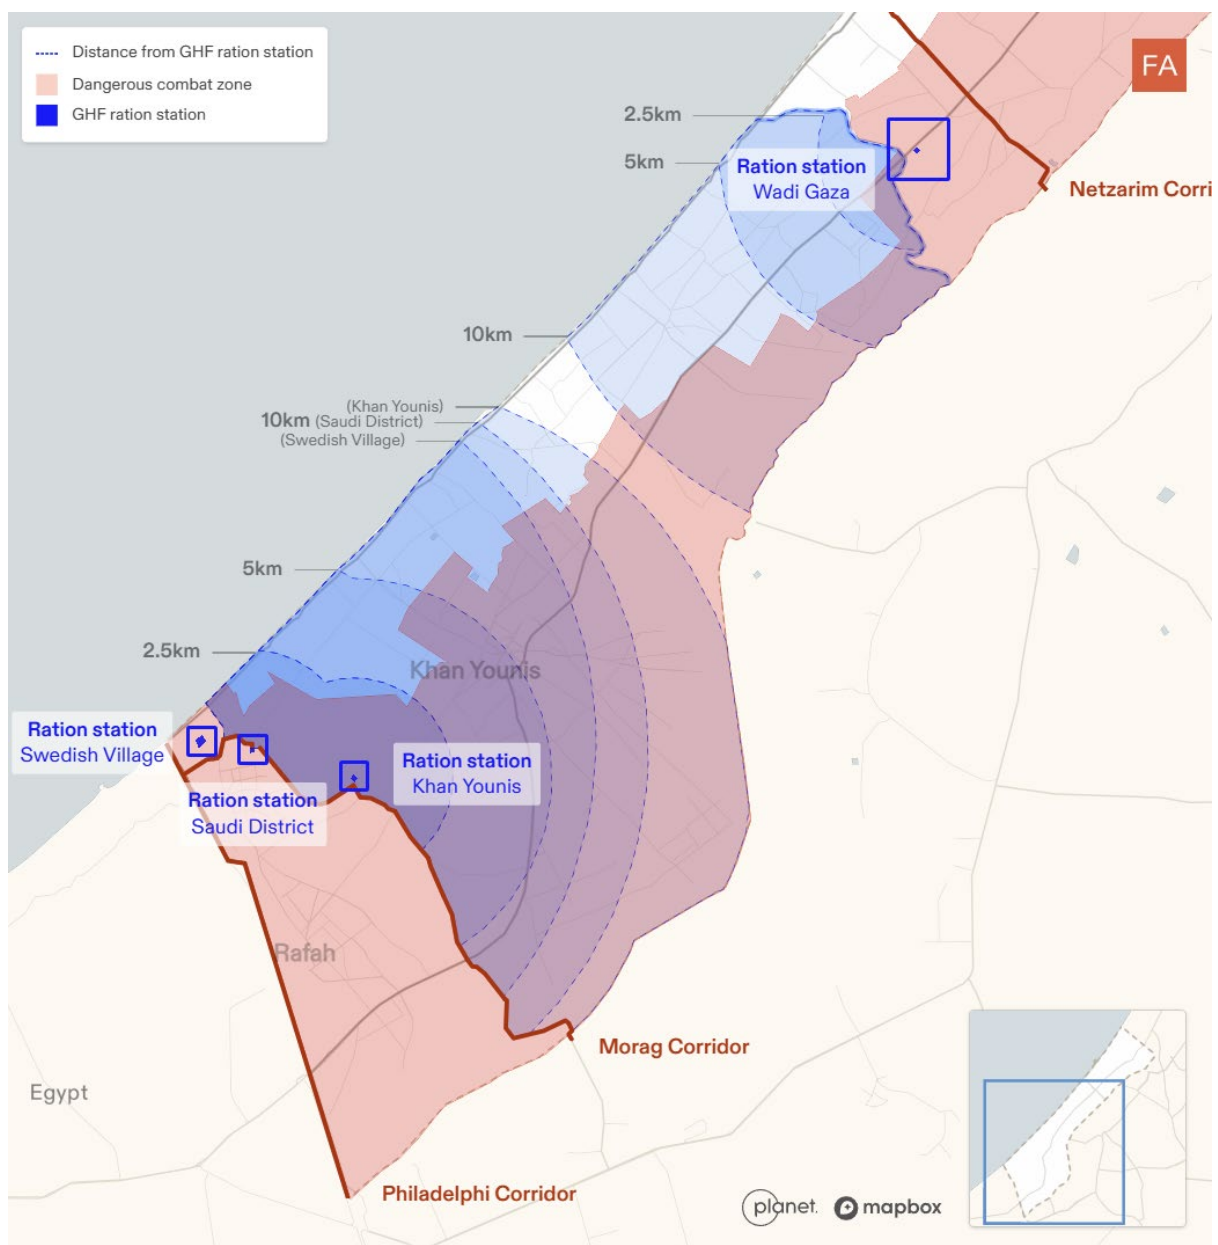 Distance from GHF ration station
Dangerous combat zone
GHF ration station
FA
2.5km
5km
Ration station
Wadi Gaza
Netzarim Corri
10km
(Khan Younis)
10km (Saudi District)
(Swedish Village)
5km
2.5km
Khan Younis
Ration station
Swedish Village
Ration station
Khan Younis
Ration station
Saudi District
Rafah
Morag Corridor
Egypt
Philadelphi Corridor
planet.
mapbox